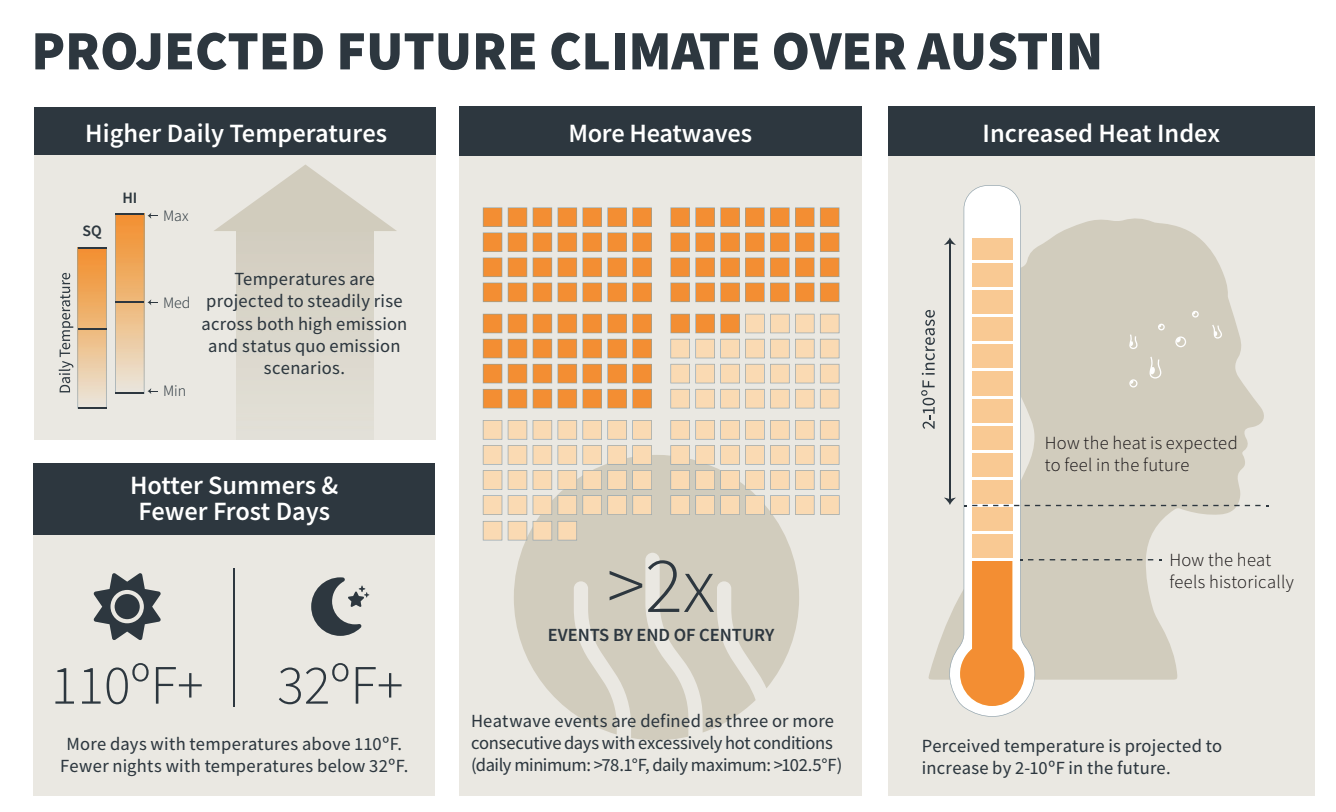 PROJECTED FUTURE CLIMATE OVER AUSTIN
Higher Daily Temperatures
HI
← Max
SQ
Daily Temperature
← Med
← Min
Temperatures are
projected to steadily rise
across both high emission
and status quo emission
scenarios.
Hotter Summers &
Fewer Frost Days
110°F+
32°F+
More days with temperatures above 110°F.
Fewer nights with temperatures below 32°F.
More Heatwaves
>2x
EVENTS BY END OF CENTURY
Heatwave events are defined as three or more
consecutive days with excessively hot conditions
(daily minimum: >78.1°F, daily maximum: >102.5°F)
Increased Heat Index
2-10°F increase
How the heat is expected
to feel in the future
How the heat
feels historically
Perceived temperature is projected to
increase by 2-10°F in the future.